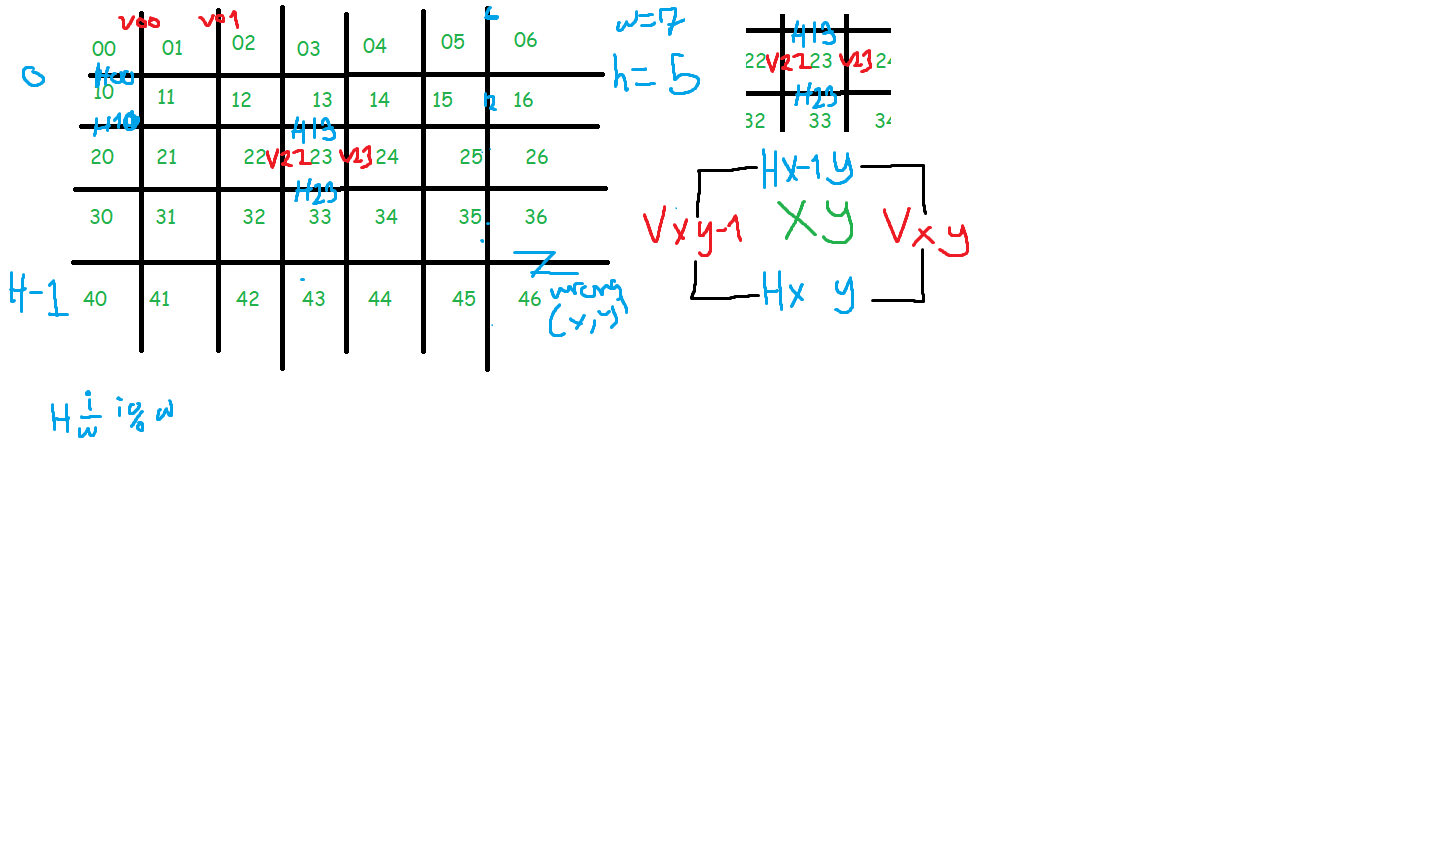 V00 V01
00 01 02 03 04 05 06
0 H00
10 11 12 13 14 15 16
H10 H13
20 21 22 V22 23 V23 24 25 26
H23
30 31 32 33 34 35 36
H-1 40 41 42 43 44 45 46
wrong
(x,y)
w=7
h=5
H13
22 V22 23 V23 24
H23
32 33 34
Hx-1 y
Vx y-1 Xy Vx y
Hx y
H i/w i%w